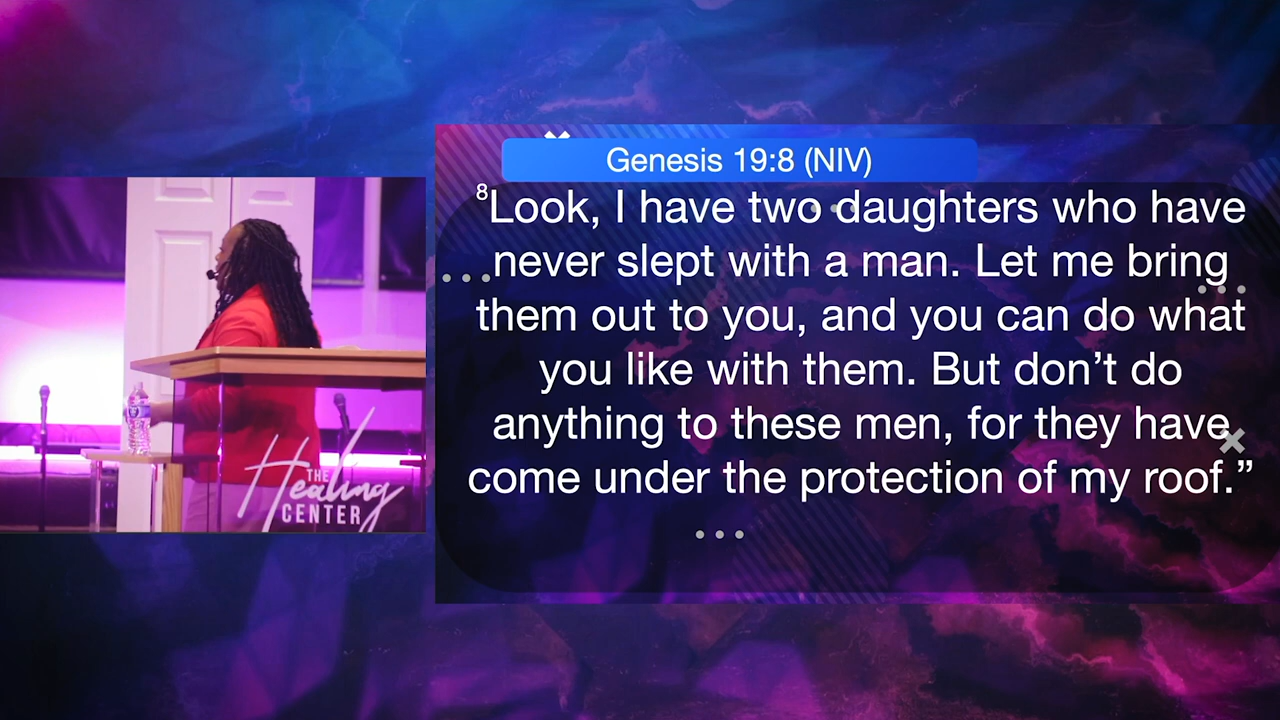 Genesis 19:8 (NIV)
⁸Look, I have two daughters who have
never slept with a man. Let me bring
them out to you, and you can do what
you like with them. But don’t do
anything to these men, for they have
come under the protection of my roof.”
THE
Healing
CENTER